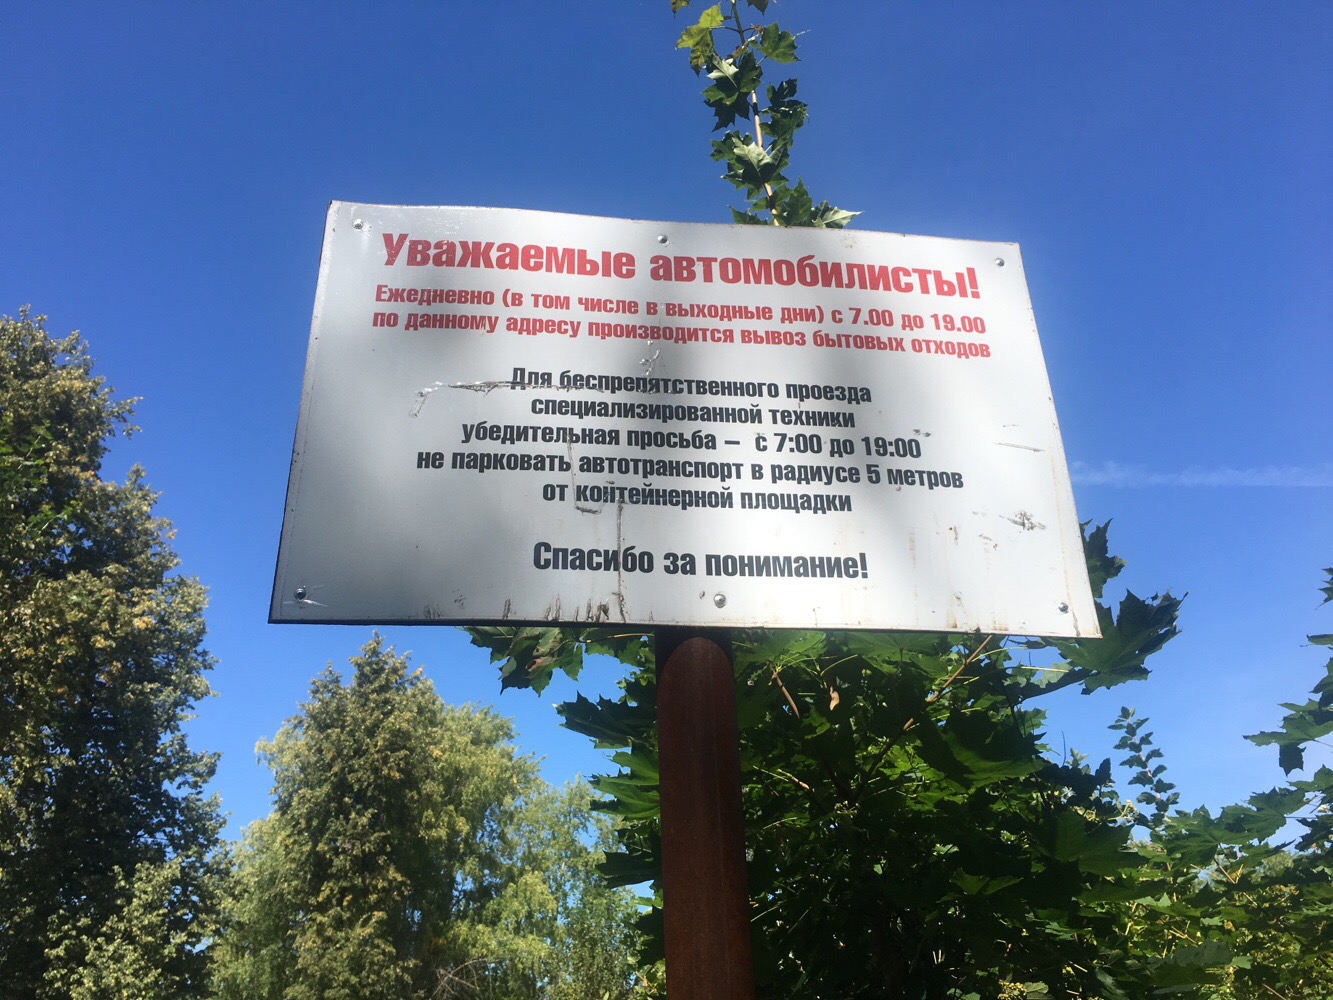 Уважаемые автомобилисты!
Ежедневно (в том числе в выходные дни) с 7.00 до 19.00
по данному адресу производится вывоз бытовых отходов
Для беспрепятственного проезда
специализированной техники
убедительная просьба – с 7:00 до 19:00
не парковать автотранспорт в радиусе 5 метров
от контейнерной площадки
Спасибо за понимание!